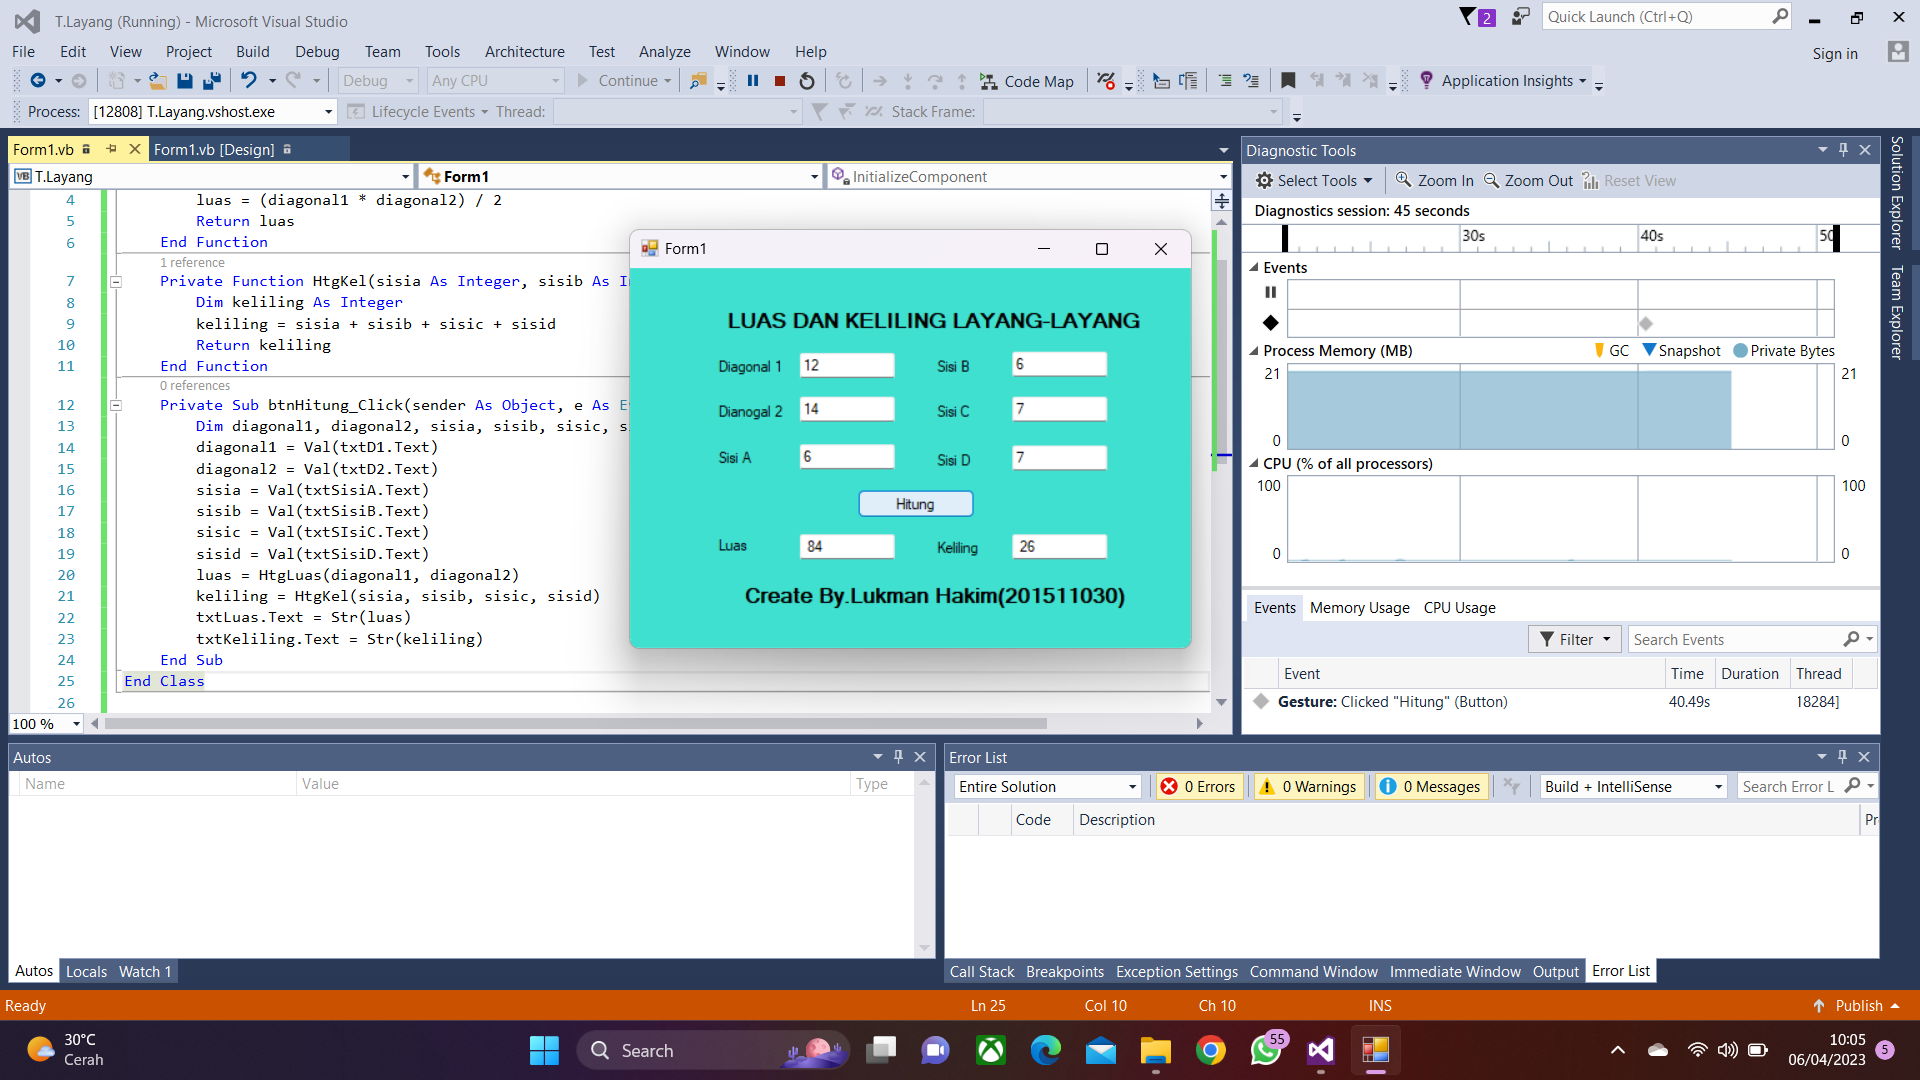 T.Layang (Running) - Microsoft Visual Studio
2
Quick Launch (Ctrl+Q)
File Edit View Project Build Debug Team Tools Architecture Test Analyze Window Help
Sign in
Debug Any CPU Continue Code Map Application Insights
Process: [12808] T.Layang.vshost.exe Lifecycle Events Thread: Stack Frame:
Form1.vb Form1.vb [Design]
T.Layang Form1 InitializeComponent
4 luas = (diagonal1 * diagonal2) / 2
5 Return luas
6 End Function
1 reference
7 Private Function HtgKel(sisia As Integer, sisib As I
8 Dim keliling As Integer
9 keliling = sisia + sisib + sisic + sisid
10 Return keliling
11 End Function
0 references
12 Private Sub btnHitung_Click(sender As Object, e As E
13 Dim diagonal1, diagonal2, sisia, sisib, sisic, s
14 diagonal1 = Val(txtD1.Text)
15 diagonal2 = Val(txtD2.Text)
16 sisia = Val(txtSisiA.Text)
17 sisib = Val(txtSisiB.Text)
18 sisic = Val(txtSIsiC.Text)
19 sisid = Val(txtSisiD.Text)
20 luas = HtgLuas(diagonal1, diagonal2)
21 keliling = HtgKel(sisia, sisib, sisic, sisid)
22 txtLuas.Text = Str(luas)
23 txtKeliling.Text = Str(keliling)
24 End Sub
25 End Class
26
100 %
Form1
LUAS DAN KELILING LAYANG-LAYANG
Diagonal 1 12 Sisi B 6
Dianogal 2 14 Sisi C 7
Sisi A 6 Sisi D 7
Hitung
Luas 84 Keliling 26
Create By.Lukman Hakim(201511030)
Diagnostic Tools
Select Tools Zoom In Zoom Out Reset View
Diagnostics session: 45 seconds
30s 40s 50
Events
Process Memory (MB) GC Snapshot Private Bytes
21 21
0 0
CPU (% of all processors)
100 100
0 0
Events Memory Usage CPU Usage
Filter Search Events
Event Time Duration Thread
Gesture: Clicked "Hitung" (Button) 40.49s 18284]
Solution Explorer
Team Explorer
Autos
Name Value Type
Autos Locals Watch 1
Error List
Entire Solution 0 Errors 0 Warnings 0 Messages Build + IntelliSense Search Error L
Code Description Pr
Call Stack Breakpoints Exception Settings Command Window Immediate Window Output Error List
Ready Ln 25 Col 10 Ch 10 INS Publish
30°C
Cerah
Search
55
10:05
06/04/2023
5